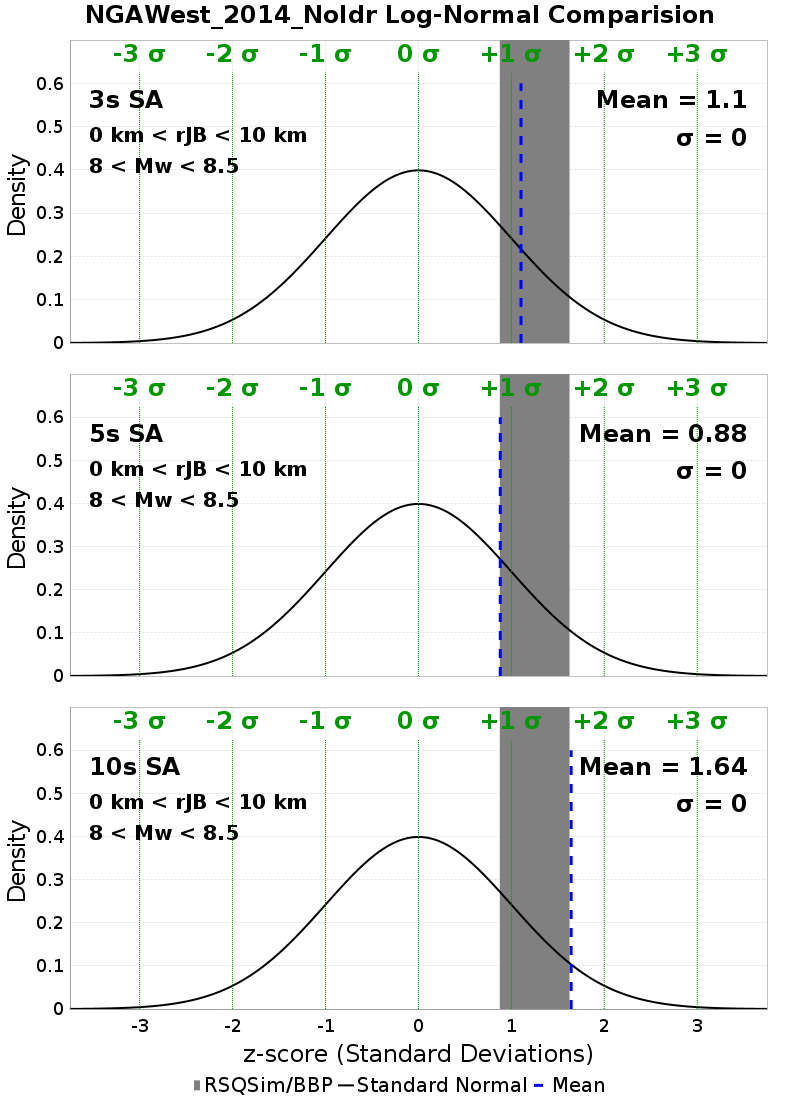 NGAWest_2014_NoIdr Log-Normal Comparision
-3 σ -2 σ -1 σ 0 σ +1 σ +2 σ +3 σ
3s SA
0 km < rJB < 10 km
8 < Mw < 8.5
Mean = 1.1
σ = 0
Density
0.6
0.5
0.4
0.3
0.2
0.1
0
-3 σ -2 σ -1 σ 0 σ +1 σ +2 σ +3 σ
5s SA
0 km < rJB < 10 km
8 < Mw < 8.5
Mean = 0.88
σ = 0
Density
0.6
0.5
0.4
0.3
0.2
0.1
0
-3 σ -2 σ -1 σ 0 σ +1 σ +2 σ +3 σ
10s SA
0 km < rJB < 10 km
8 < Mw < 8.5
Mean = 1.64
σ = 0
Density
0.6
0.5
0.4
0.3
0.2
0.1
0
-3 -2 -1 0 1 2 3
z-score (Standard Deviations)
RSQSim/BBP Standard Normal Mean